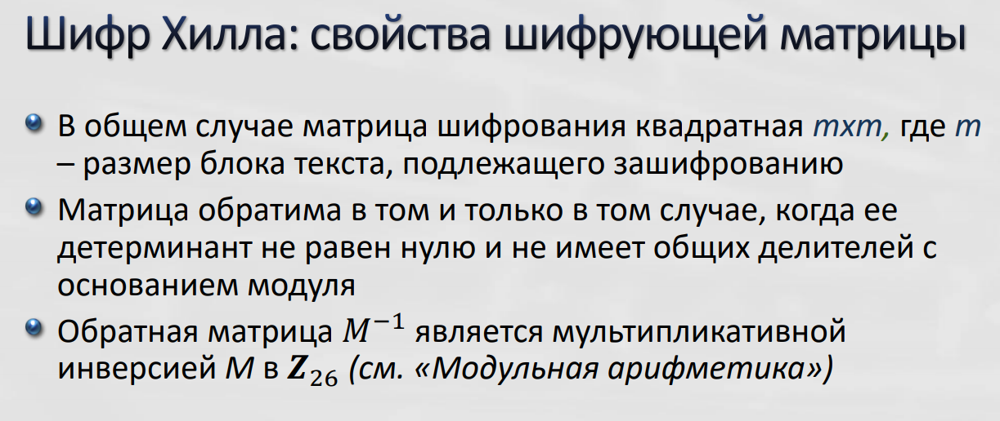 Шифр Хилла: свойства шифрующей матрицы
В общем случае матрица шифрования квадратная mxm, где m
– размер блока текста, подлежащего зашифрованию
Матрица обратима в том и только в том случае, когда ее
детерминант не равен нулю и не имеет общих делителей с
основанием модуля
Обратная матрица M⁻¹ является мультипликативной
инверсией M в Z₂₆ (см. «Модульная арифметика»)